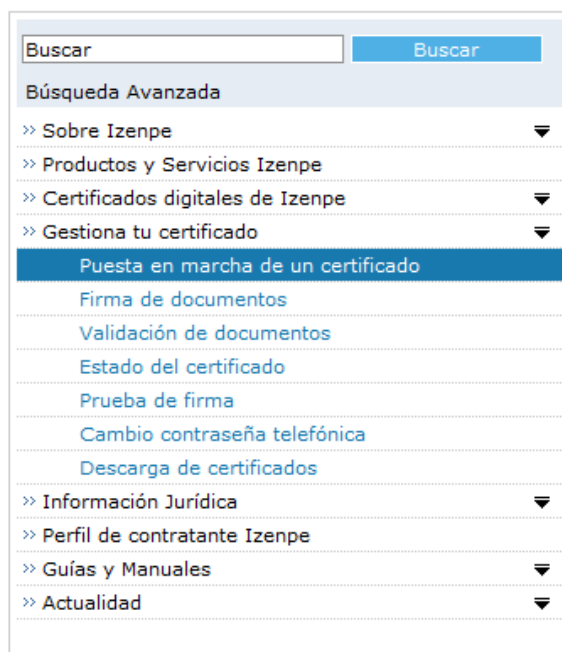 Buscar Buscar
Búsqueda Avanzada
» Sobre Izenpe
» Productos y Servicios Izenpe
» Certificados digitales de Izenpe
» Gestiona tu certificado
Puesta en marcha de un certificado
Firma de documentos
Validación de documentos
Estado del certificado
Prueba de firma
Cambio contraseña telefónica
Descarga de certificados
» Información Jurídica
» Perfil de contratante Izenpe
» Guías y Manuales
» Actualidad